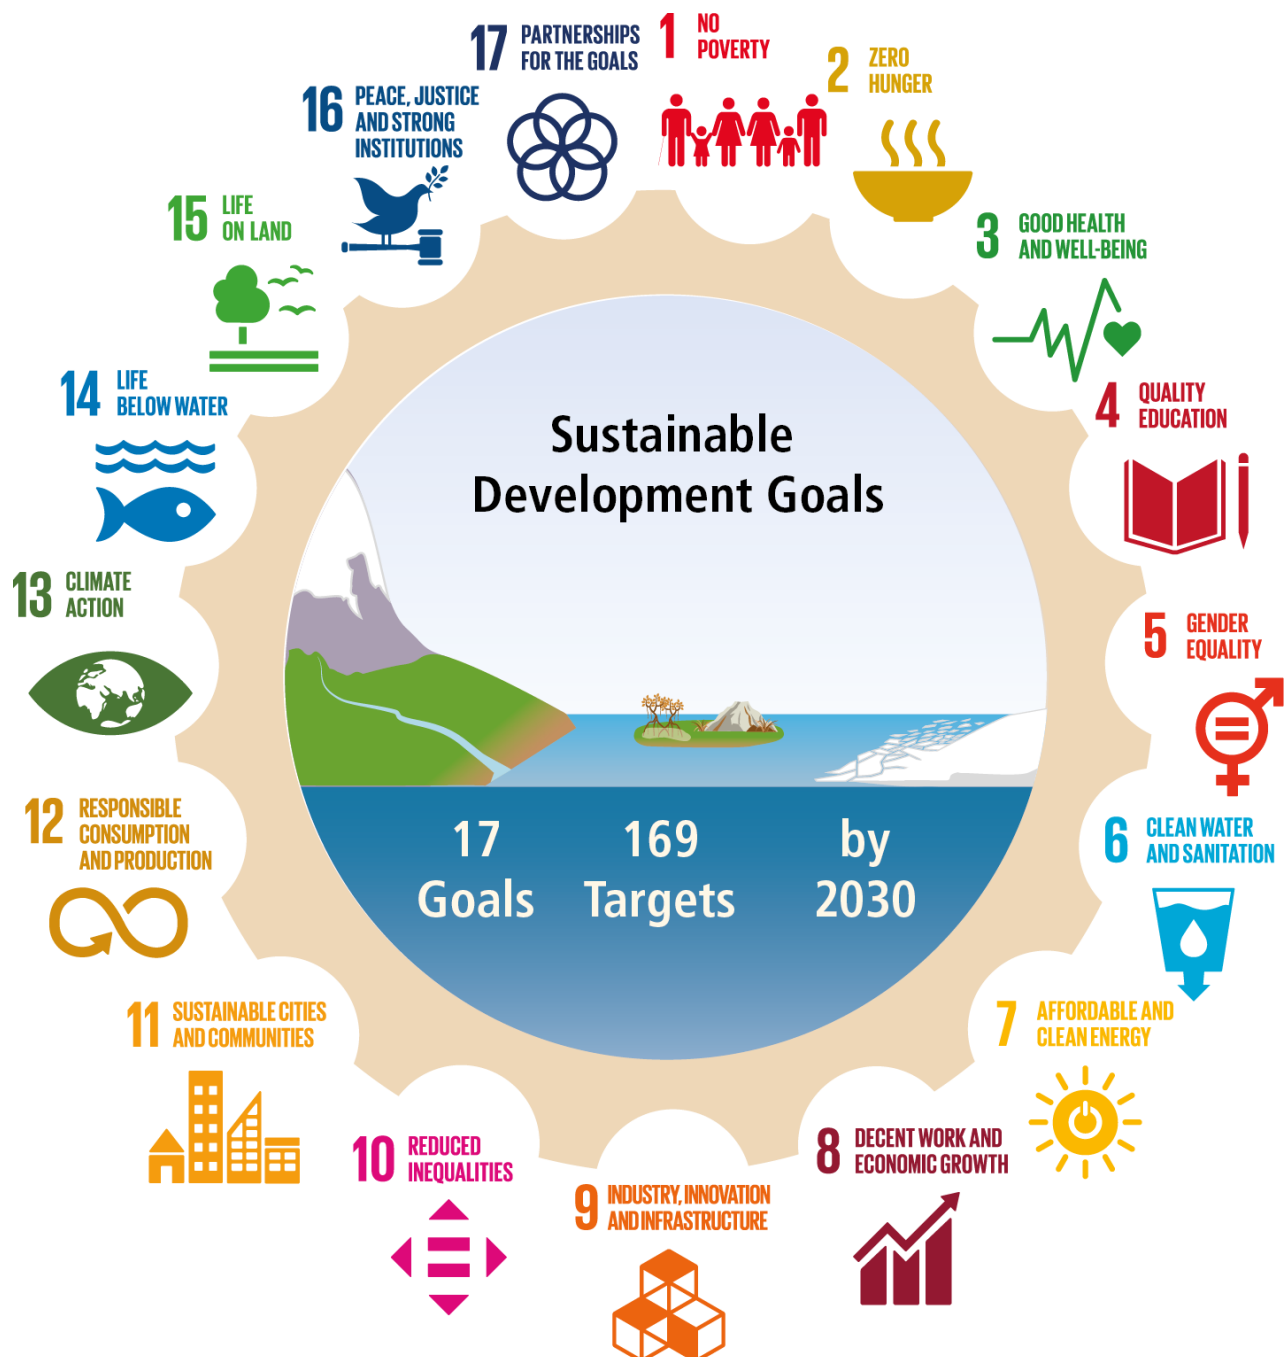 17 PARTNERSHIPS
FOR THE GOALS
1 NO
POVERTY
2 ZERO
HUNGER
3 GOOD HEALTH
AND WELL-BEING
4 QUALITY
EDUCATION
5 GENDER
EQUALITY
6 CLEAN WATER
AND SANITATION
7 AFFORDABLE AND
CLEAN ENERGY
8 DECENT WORK AND
ECONOMIC GROWTH
9 INDUSTRY, INNOVATION
AND INFRASTRUCTURE
10 REDUCED
INEQUALITIES
11 SUSTAINABLE CITIES
AND COMMUNITIES
12 RESPONSIBLE
CONSUMPTION
AND PRODUCTION
13 CLIMATE
ACTION
14 LIFE
BELOW WATER
15 LIFE
ON LAND
16 PEACE, JUSTICE
AND STRONG
INSTITUTIONS
Sustainable
Development Goals
17
Goals
169
Targets
by
2030